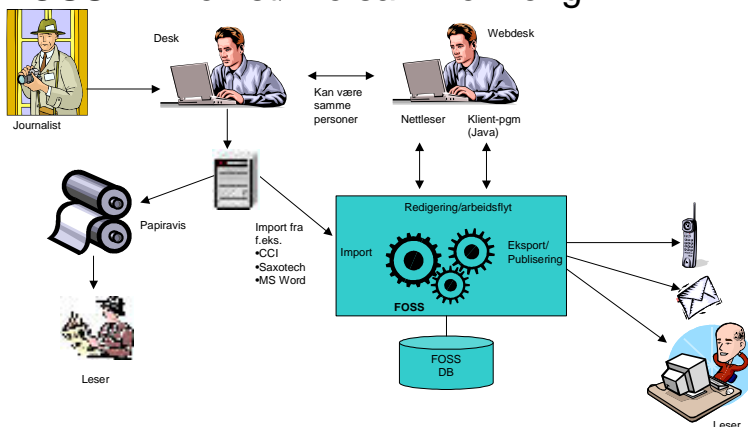 FOSS
Desk
Webdesk
Kan være
samme
personer
Journalist
Nettleser
Klient-pgm
(Java)
Redigering/arbeidsflyt
Papiravis
Import fra
f.eks.
•CCI
•Saxotech
•MS Word
Import
Eksport/
Publisering
FOSS
FOSS
DB
Leser
Leser